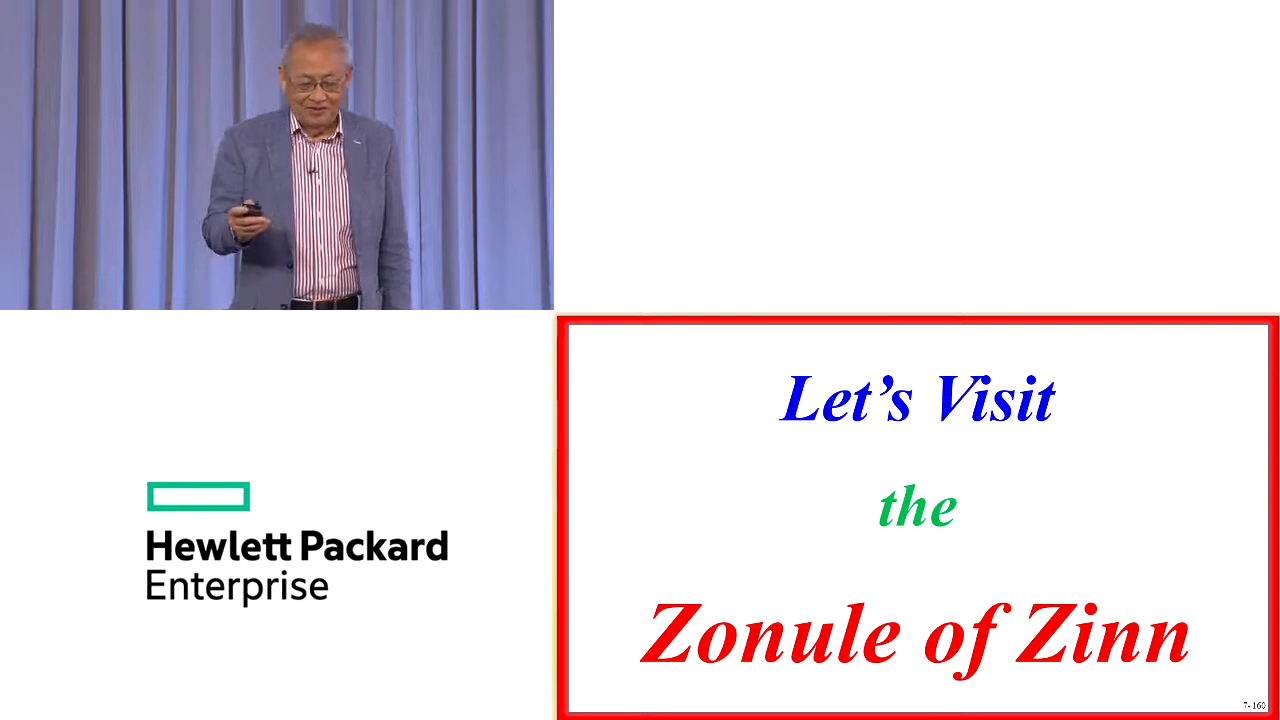 Hewlett Packard
Enterprise
Let’s Visit
the
Zonule of Zinn
7-160